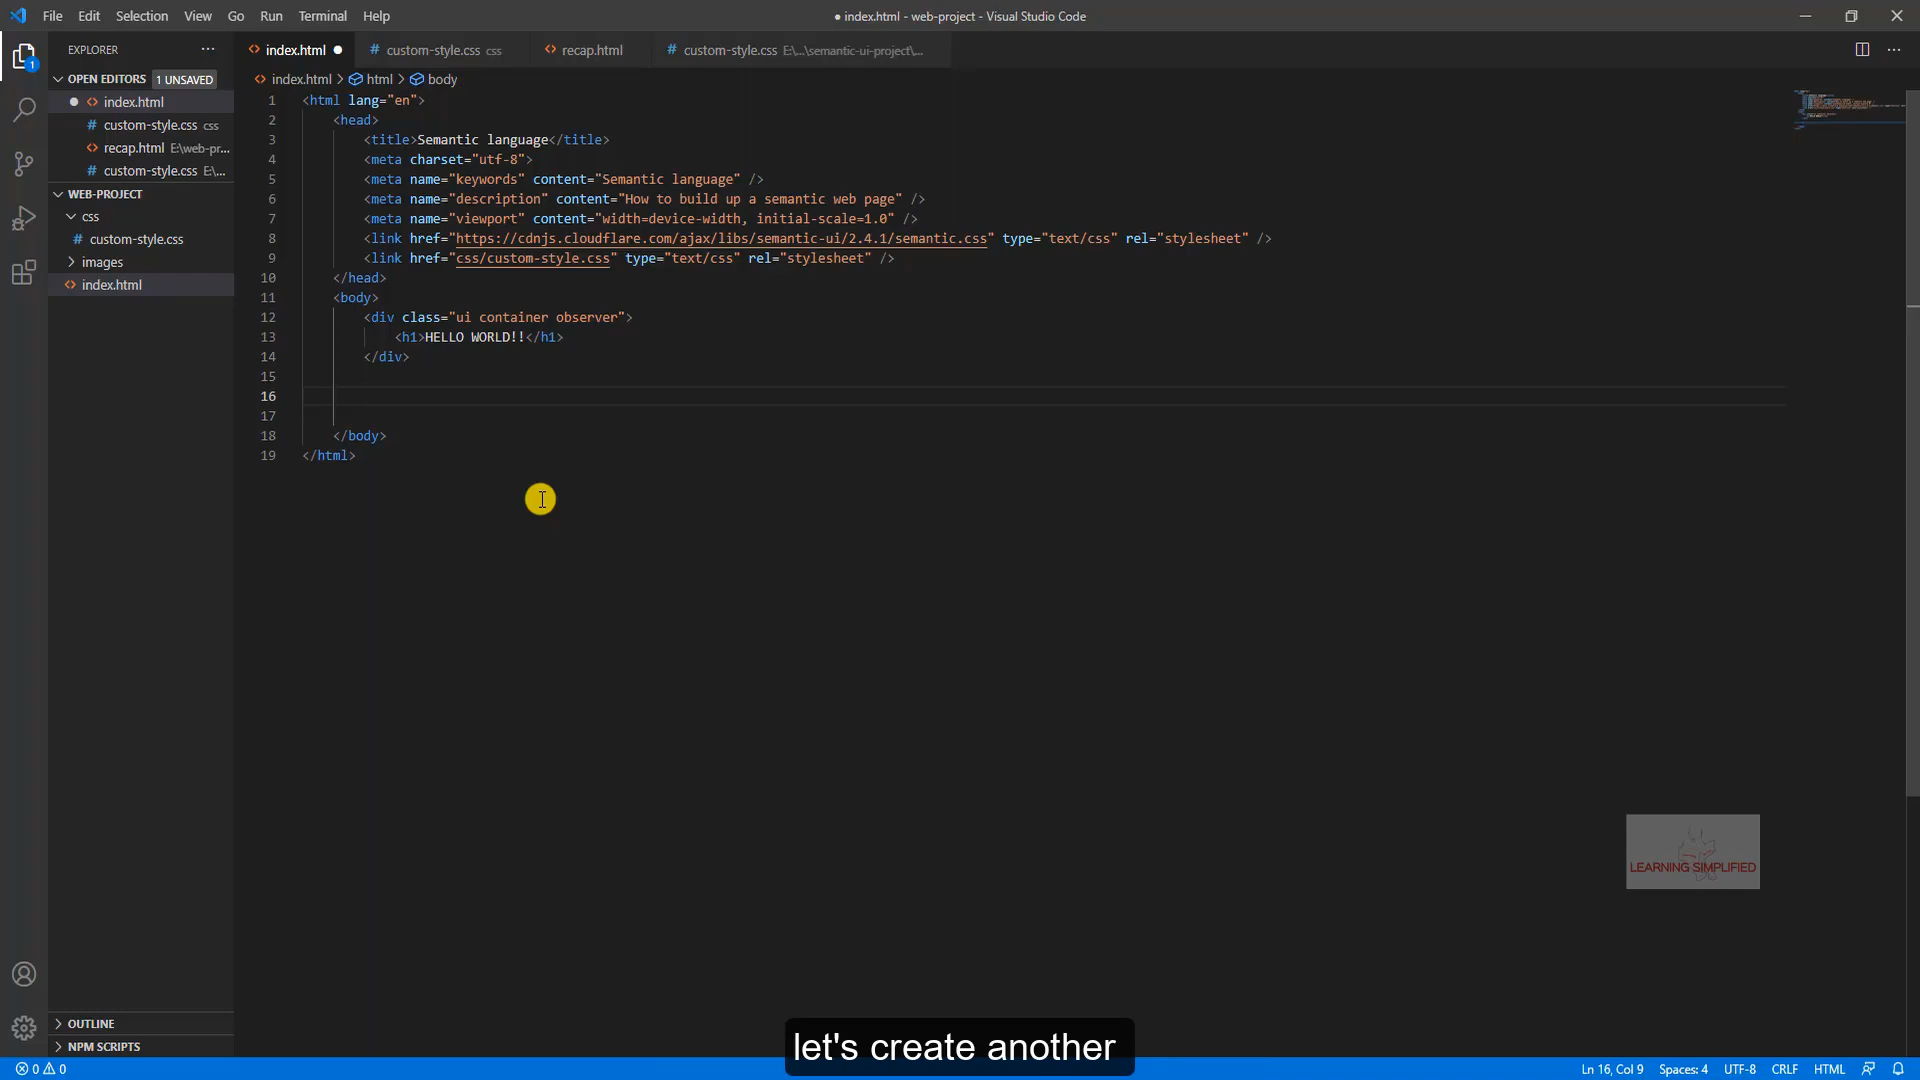 File Edit Selection View Go Run Terminal Help
● index.html - web-project - Visual Studio Code
EXPLORER
index.html
custom-style.css css
recap.html
custom-style.css E:\...\semantic-ui-project\...
OPEN EDITORS 1 UNSAVED
index.html
custom-style.css css
recap.html E:\web-pr...
custom-style.css E:\...
WEB-PROJECT
css
custom-style.css
images
index.html
OUTLINE
NPM SCRIPTS
index.html > html > body
1 <html lang="en">
2 <head>
3 <title>Semantic language</title>
4 <meta charset="utf-8">
5 <meta name="keywords" content="Semantic language" />
6 <meta name="description" content="How to build up a semantic web page" />
7 <meta name="viewport" content="width=device-width, initial-scale=1.0" />
8 <link href="https://cdnjs.cloudflare.com/ajax/libs/semantic-ui/2.4.1/semantic.css" type="text/css" rel="stylesheet" />
9 <link href="css/custom-style.css" type="text/css" rel="stylesheet" />
10 </head>
11 <body>
12 <div class="ui container observer">
13 <h1>HELLO WORLD!!</h1>
14 </div>
15
16
17
18 </body>
19 </html>
LEARNING SIMPLIFIED
let's create another
1
0 0
Ln 16, Col 9 Spaces: 4 UTF-8 CRLF HTML